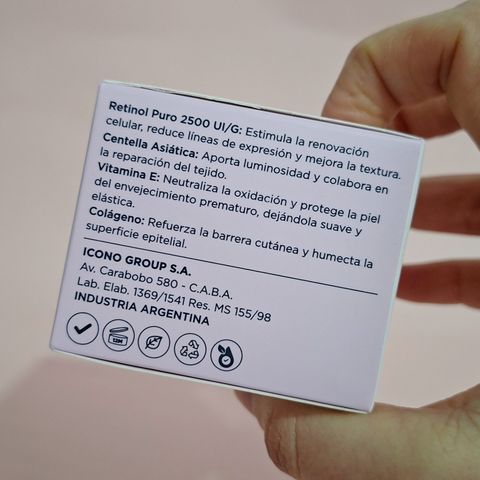 Retinol Puro 2500 UI/G: Estimula la renovación
celular, reduce líneas de expresión y mejora la textura.
Centella Asiática: Aporta luminosidad y colabora en
la reparación del tejido.
Vitamina E: Neutraliza la oxidación y protege la piel
del envejecimiento prematuro, dejándola suave y
elástica.
Colágeno: Refuerza la barrera cutánea y humecta la
superficie epitelial.
ICONO GROUP S.A.
Av. Carabobo 580 - C.A.B.A.
Lab. Elab. 1369/1541 Res. MS 155/98
INDUSTRIA ARGENTINA
12M